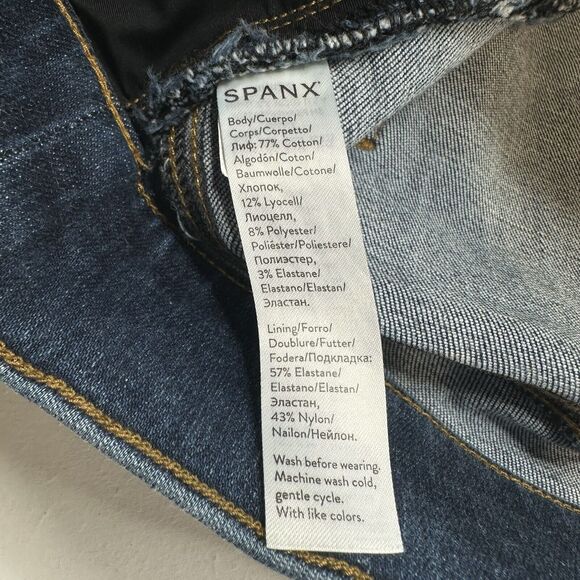 SPANX®
Body/Cuerpo/
Corps/Corpetto/
Лиф: 77% Cotton/
Algodón/Coton/
Baumwolle/Cotone/
Хлопок,
12% Lyocell/
Лиоцелл,
8% Polyester/
Poliéster/Poliestere/
Полиэстер,
3% Elastane/
Elastano/Elastan/
Эластан.
Lining/Forro/
Doublure/Futter/
Fodera/Подкладка:
57% Elastane/
Elastano/Elastan/
Эластан,
43% Nylon/
Nailon/Нейлон.
Wash before wearing.
Machine wash cold,
gentle cycle.
With like colors.